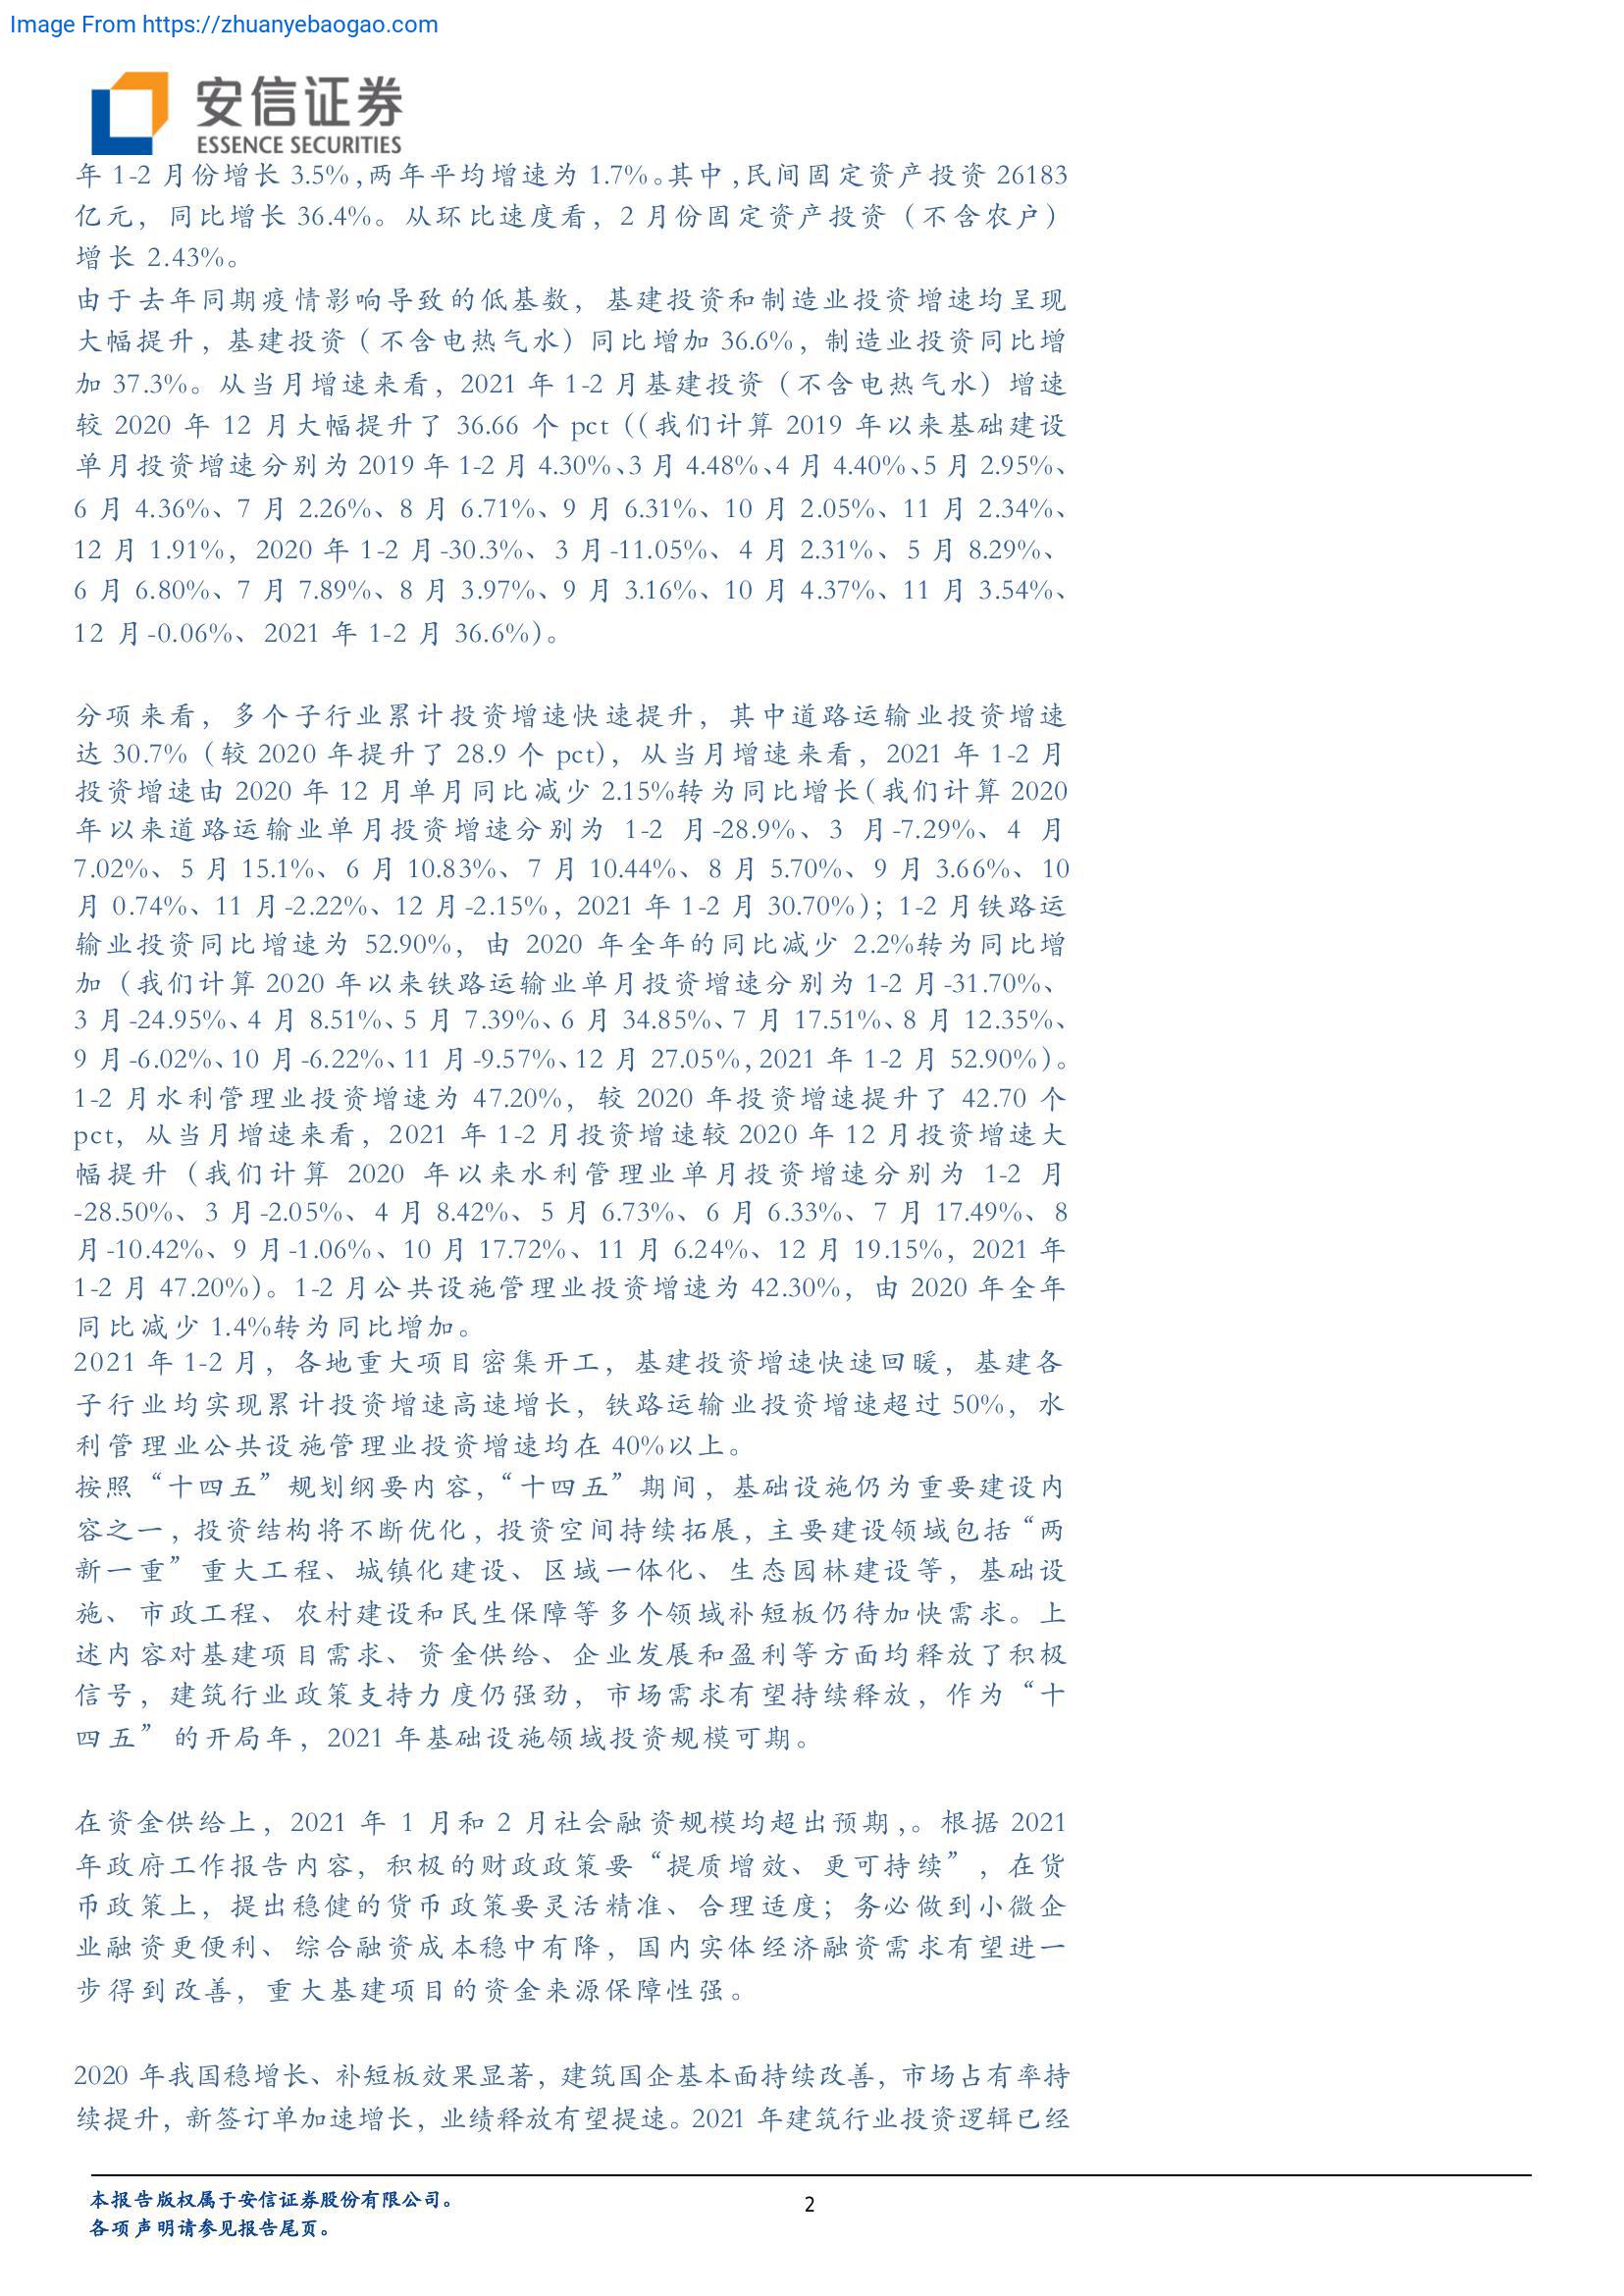 Image From https://zhuanyebaogao.com
安信证券
ESSENCE SECURITIES
年 1-2 月份增长 3.5%,两年平均增速为 1.7%。其中,民间固定资产投资 26183
亿元，同比增长 36.4%。从环比速度看，2 月份固定资产投资（不含农户）
增长 2.43%。
由于去年同期疫情影响导致的低基数，基建投资和制造业投资增速均呈现
大幅提升，基建投资（不含电热气水）同比增加 36.6%，制造业投资同比增
加 37.3%。从当月增速来看，2021 年 1-2 月基建投资（不含电热气水）增速
较 2020 年 12 月大幅提升了 36.66 个 pct ((我们计算 2019 年以来基础建设
单月投资增速分别为 2019 年 1-2 月 4.30%、3 月 4.48%、4 月 4.40%、5 月 2.95%、
6 月 4.36%、7 月 2.26%、8 月 6.71%、9 月 6.31%、10 月 2.05%、11 月 2.34%、
12 月 1.91%，2020 年 1-2 月-30.3%、3 月-11.05%、4 月 2.31%、5 月 8.29%、
6 月 6.80%、7 月 7.89%、8 月 3.97%、9 月 3.16%、10 月 4.37%、11 月 3.54%、
12 月-0.06%、2021 年 1-2 月 36.6%)。
分项来看，多个子行业累计投资增速快速提升，其中道路运输业投资增速
达 30.7%（较 2020 年提升了 28.9 个 pct)，从当月增速来看，2021 年 1-2 月
投资增速由 2020 年 12 月单月同比减少 2.15%转为同比增长(我们计算 2020
年以来道路运输业单月投资增速分别为 1-2 月-28.9%、3 月-7.29%、4 月
7.02%、5 月 15.1%、6 月 10.83%、7 月 10.44%、8 月 5.70%、9 月 3.66%、10
月 0.74%、11 月-2.22%、12 月-2.15%，2021 年 1-2 月 30.70%)；1-2 月铁路运
输业投资同比增速为 52.90%，由 2020 年全年的同比减少 2.2%转为同比增
加（我们计算 2020 年以来铁路运输业单月投资增速分别为 1-2 月-31.70%、
3 月-24.95%、4 月 8.51%、5 月 7.39%、6 月 34.85%、7 月 17.51%、8 月 12.35%、
9 月-6.02%、10 月-6.22%、11 月-9.57%、12 月 27.05%,2021 年 1-2 月 52.90%)。
1-2 月水利管理业投资增速为 47.20%，较 2020 年投资增速提升了 42.70 个
pct，从当月增速来看，2021 年 1-2 月投资增速较 2020 年 12 月投资增速大
幅提升（我们计算 2020 年以来水利管理业单月投资增速分别为 1-2 月
-28.50%、3 月-2.05%、4 月 8.42%、5 月 6.73%、6 月 6.33%、7 月 17.49%、8
月-10.42%、9 月-1.06%、10 月 17.72%、11 月 6.24%、12 月 19.15%，2021 年
1-2 月 47.20%)。1-2 月公共设施管理业投资增速为 42.30%，由 2020 年全年
同比减少 1.4%转为同比增加。
2021 年 1-2 月，各地重大项目密集开工，基建投资增速快速回暖，基建各
子行业均实现累计投资增速高速增长，铁路运输业投资增速超过 50%，水
利管理业公共设施管理业投资增速均在 40%以上。
按照“十四五”规划纲要内容，“十四五”期间，基础设施仍为重要建设内
容之一，投资结构将不断优化，投资空间持续拓展，主要建设领域包括“两
新一重”重大工程、城镇化建设、区域一体化、生态园林建设等，基础设
施、市政工程、农村建设和民生保障等多个领域补短板仍待加快需求。上
述内容对基建项目需求、资金供给、企业发展和盈利等方面均释放了积极
信号，建筑行业政策支持力度仍强劲，市场需求有望持续释放，作为“十
四五”的开局年，2021 年基础设施领域投资规模可期。
在资金供给上，2021 年 1 月和 2 月社会融资规模均超出预期，。根据 2021
年政府工作报告内容，积极的财政政策要“提质增效、更可持续”，在货
币政策上，提出稳健的货币政策要灵活精准、合理适度；务必做到小微企
业融资更便利、综合融资成本稳中有降，国内实体经济融资需求有望进一
步得到改善，重大基建项目的资金来源保障性强。
2020 年我国稳增长、补短板效果显著，建筑国企基本面持续改善，市场占有率持
续提升，新签订单加速增长，业绩释放有望提速。2021 年建筑行业投资逻辑已经
本报告版权属于安信证券股份有限公司。
各项声明请参见报告尾页。
2